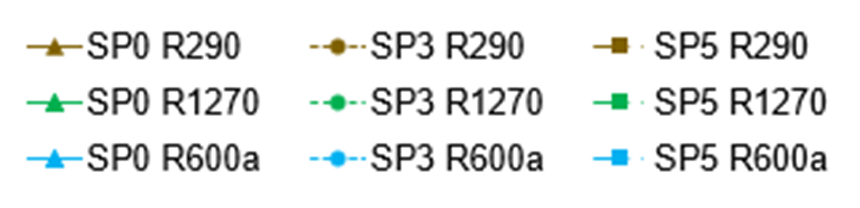 SP0 R290 SP3 R290 SP5 R290
SP0 R1270 SP3 R1270 SP5 R1270
SP0 R600a SP3 R600a SP5 R600a